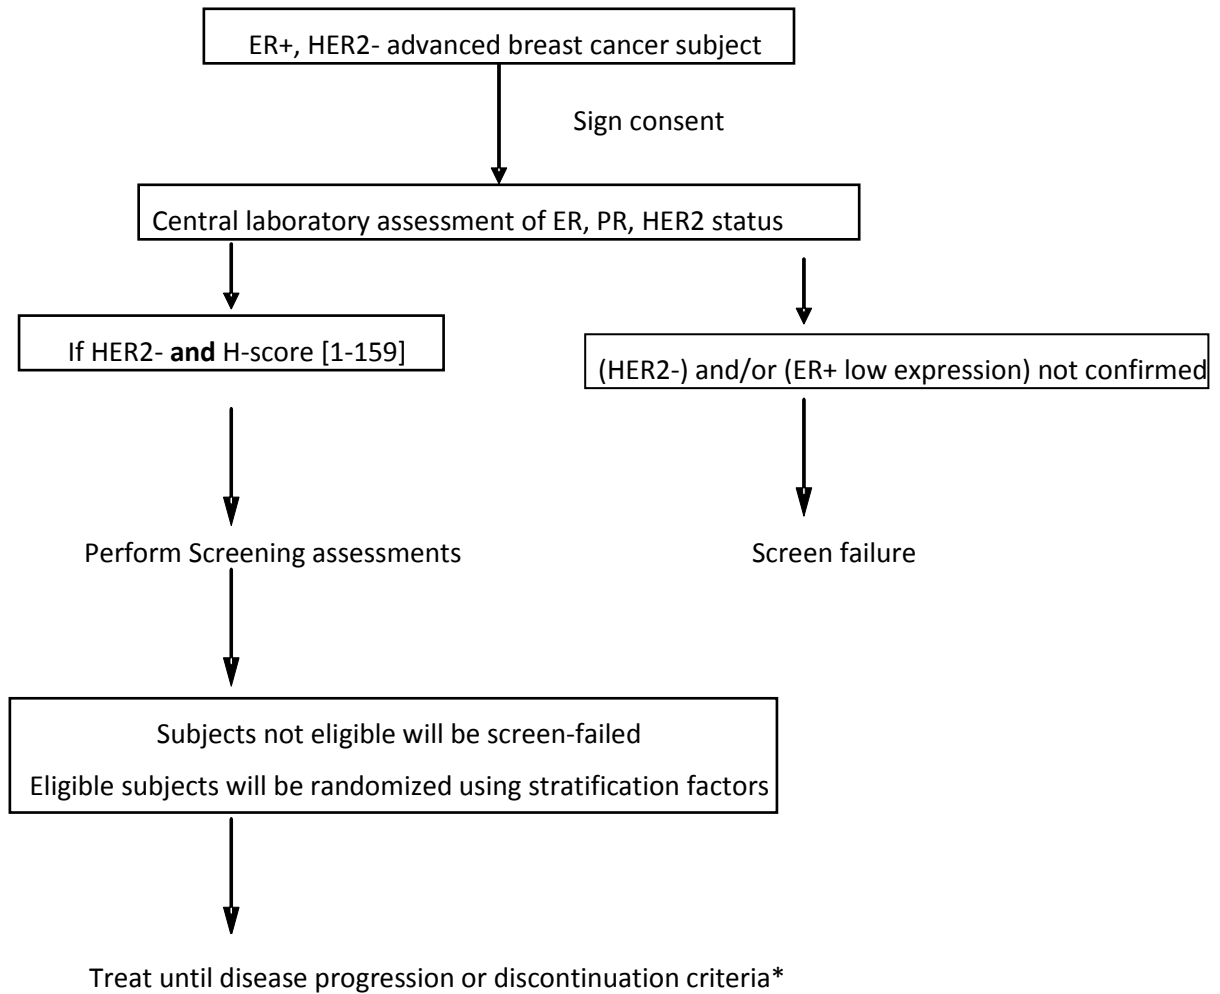 ER+, HER2- advanced breast cancer subject
Sign consent
Central laboratory assessment of ER, PR, HER2 status
If HER2- and H-score [1-159]
(HER2-) and/or (ER+ low expression) not confirmed
Perform Screening assessments
Screen failure
Subjects not eligible will be screen-failed
Eligible subjects will be randomized using stratification factors
Treat until disease progression or discontinuation criteria*